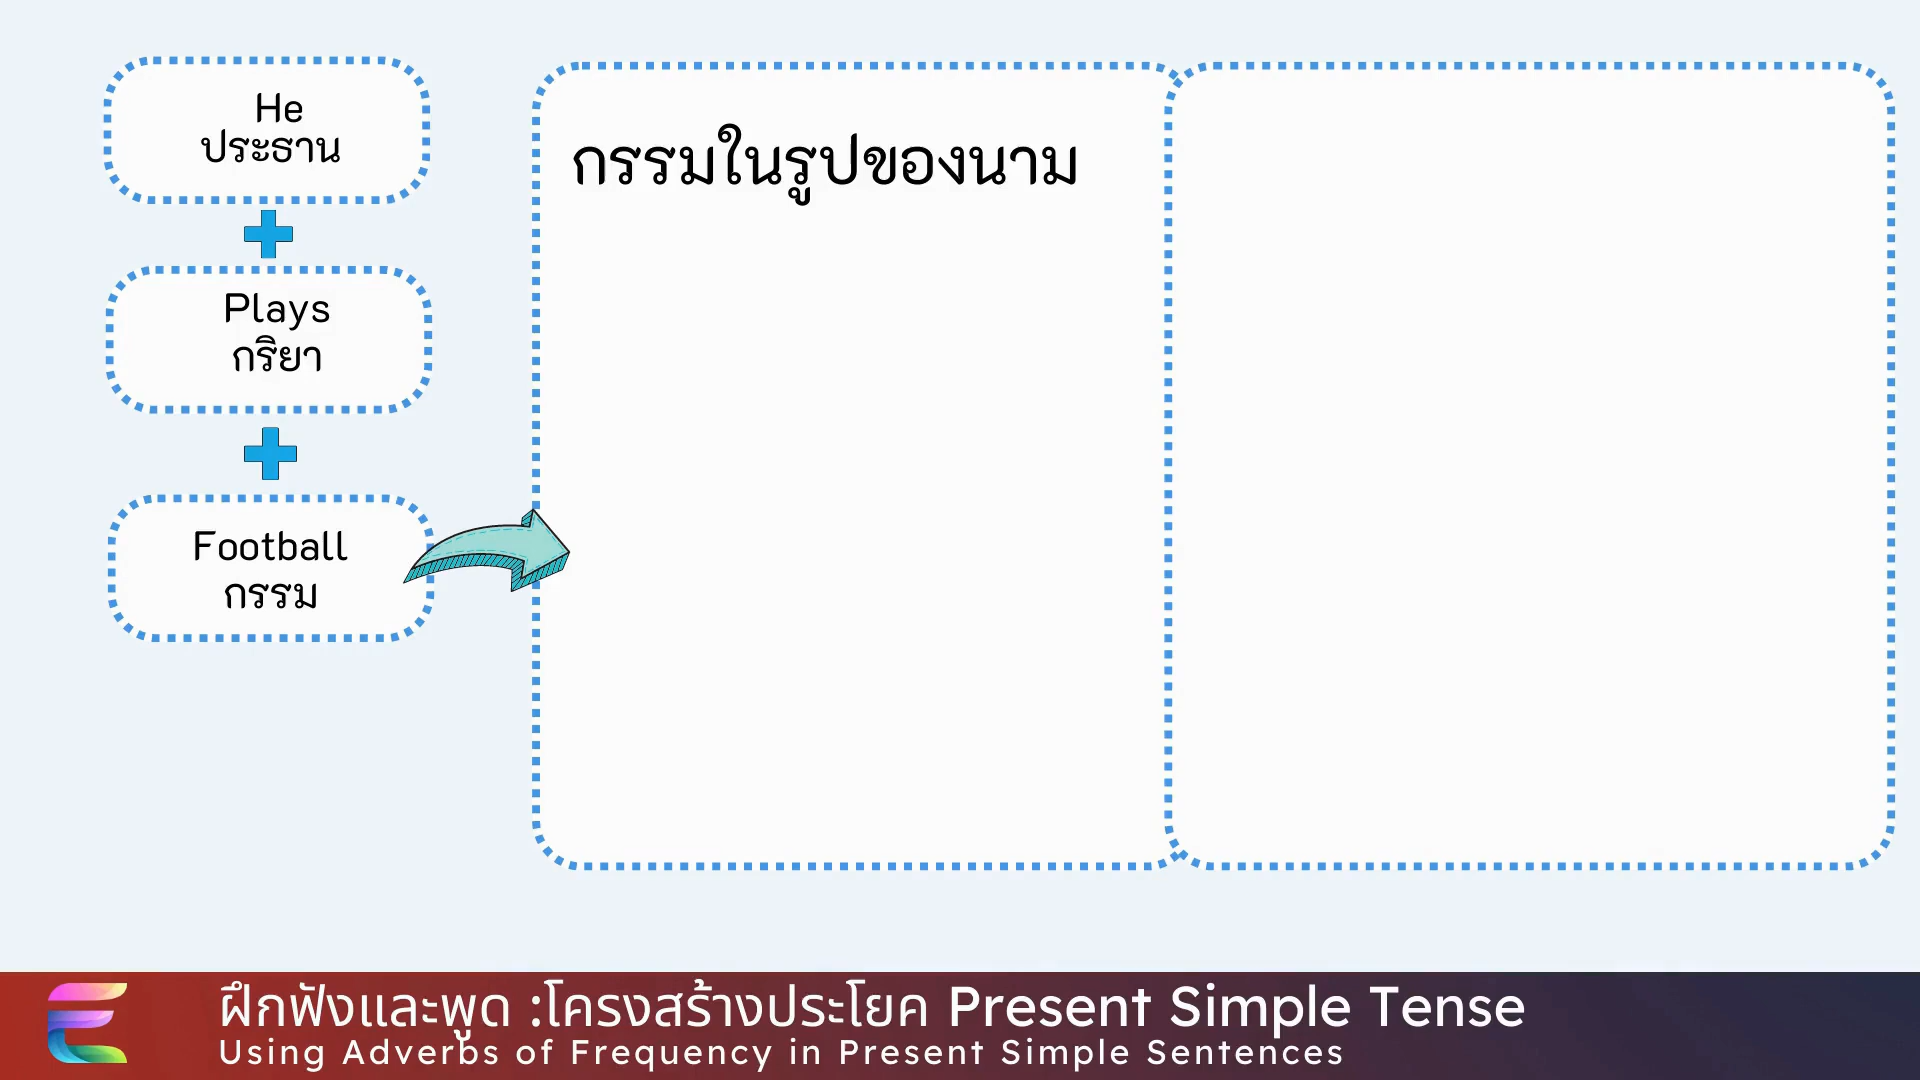 He
ประธาน
Plays
กริยา
Football
กรรม
กรรมในรูปของนาม
ฝึกฟังและพูด :โครงสร้างประโยค Present Simple Tense
Using Adverbs of Frequency in Present Simple Sentences